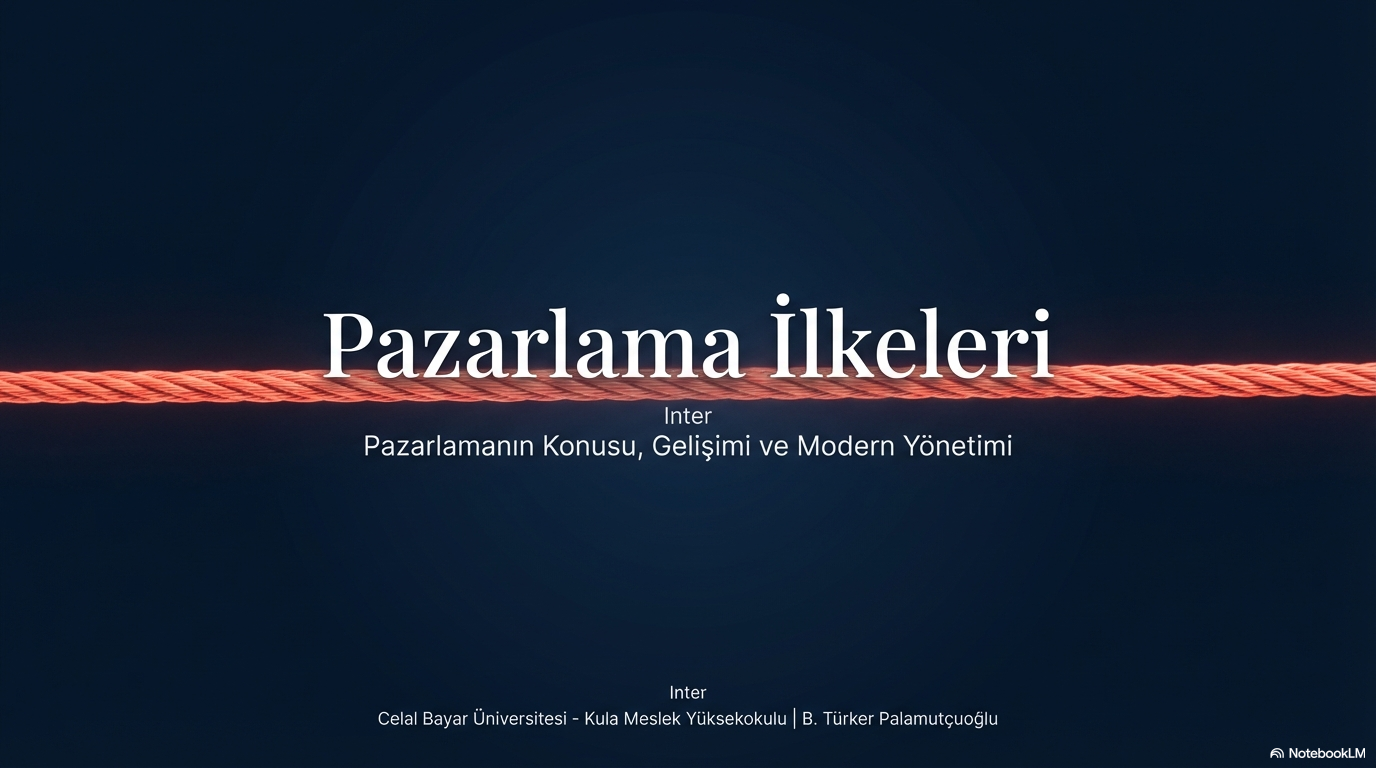 Pazarlama İlkeleri
Inter
Pazarlamanın Konusu, Gelişimi ve Modern Yönetimi
Inter
Celal Bayar Üniversitesi - Kula Meslek Yüksekokulu | B. Türker Palamutçuoğlu
NotebookLM